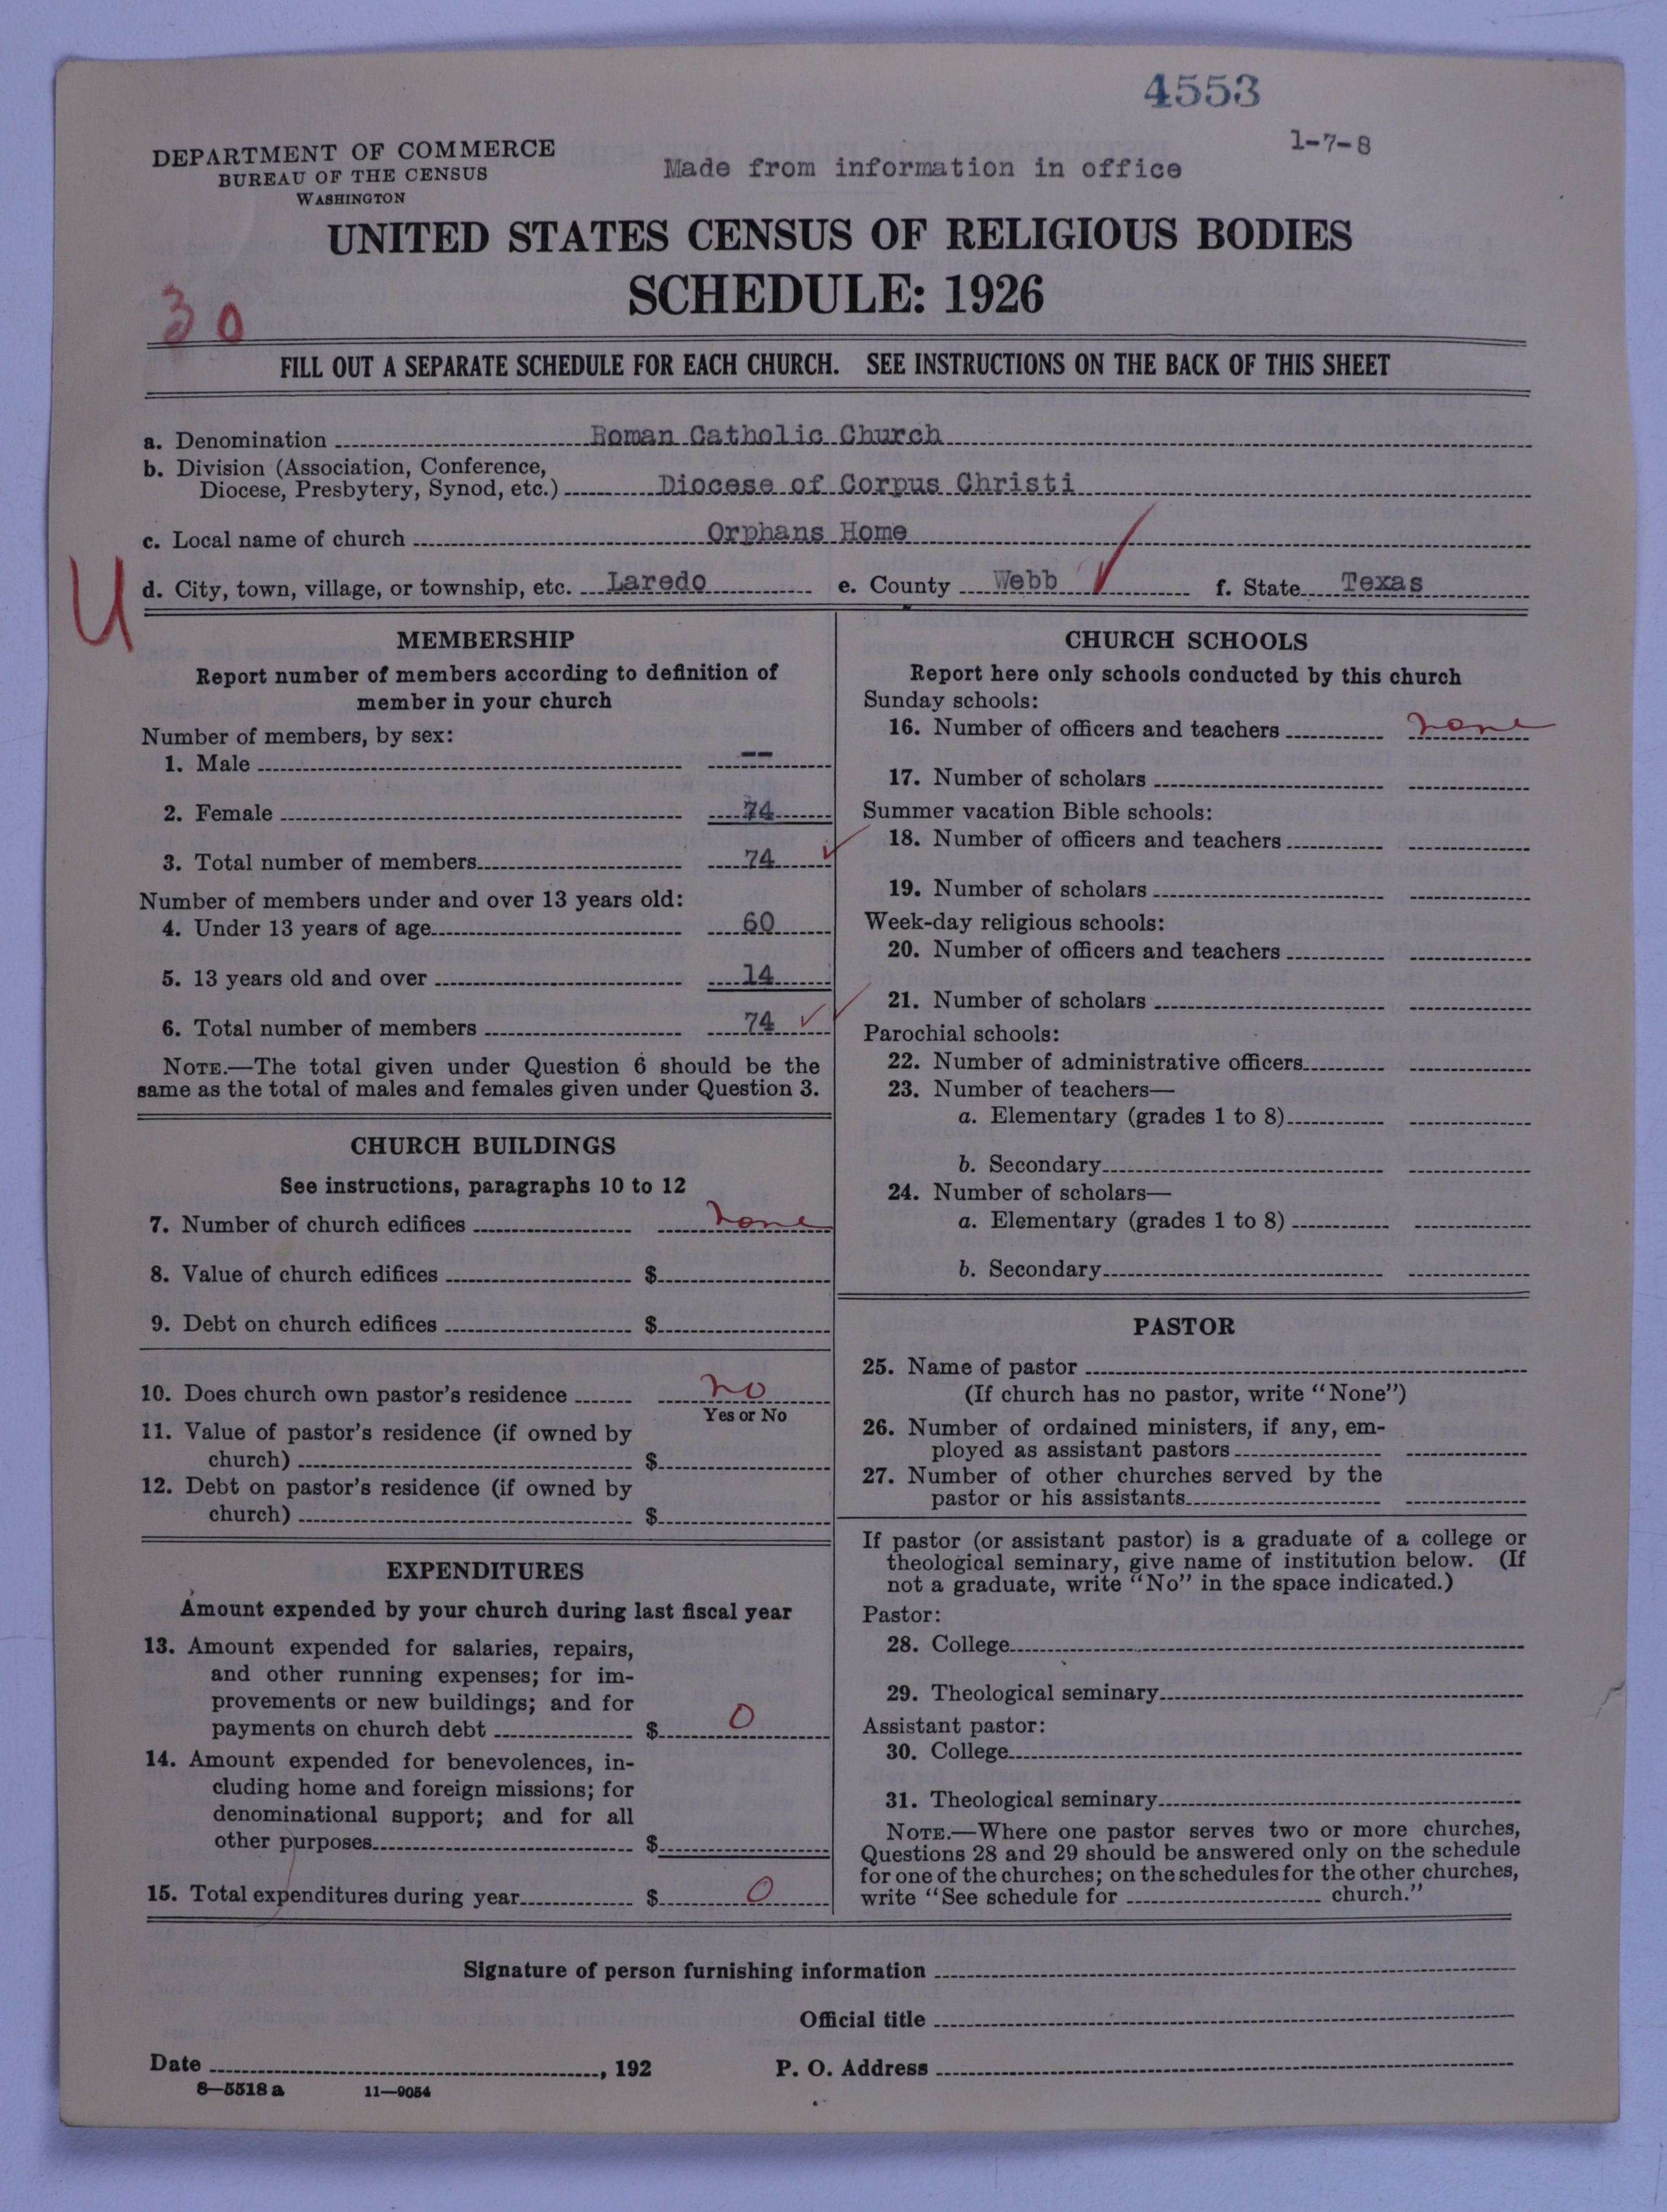 4553
1-7-8
DEPARTMENT OF COMMERCE
BUREAU OF THE CENSUS
WASHINGTON
Made from information in office
UNITED STATES CENSUS OF RELIGIOUS BODIES
SCHEDULE: 1926
30
FILL OUT A SEPARATE SCHEDULE FOR EACH CHURCH. SEE INSTRUCTIONS ON THE BACK OF THIS SHEET
a. Denomination Roman Catholic Church
b. Division (Association, Conference,
Diocese, Presbytery, Synod, etc.) Diocese of Corpus Christi
c. Local name of church Orphans Home
U
d. City, town, village, or township, etc. Laredo e. County Webb f. State Texas
MEMBERSHIP
Report number of members according to definition of
member in your church
Number of members, by sex:
1. Male --
2. Female 74
3. Total number of members 74
Number of members under and over 13 years old:
4. Under 13 years of age 60
5. 13 years old and over 14
6. Total number of members 74
NOTE.—The total given under Question 6 should be the
same as the total of males and females given under Question 3.
CHURCH BUILDINGS
See instructions, paragraphs 10 to 12
7. Number of church edifices none
8. Value of church edifices $
9. Debt on church edifices $
10. Does church own pastor's residence no
Yes or No
11. Value of pastor's residence (if owned by
church) $
12. Debt on pastor's residence (if owned by
church) $
EXPENDITURES
Amount expended by your church during last fiscal year
13. Amount expended for salaries, repairs,
and other running expenses; for im-
provements or new buildings; and for
payments on church debt $ 0
14. Amount expended for benevolences, in-
cluding home and foreign missions; for
denominational support; and for all
other purposes $
15. Total expenditures during year $ 0
CHURCH SCHOOLS
Report here only schools conducted by this church
Sunday schools:
16. Number of officers and teachers none
17. Number of scholars
Summer vacation Bible schools:
18. Number of officers and teachers
19. Number of scholars
Week-day religious schools:
20. Number of officers and teachers
21. Number of scholars
Parochial schools:
22. Number of administrative officers
23. Number of teachers—
a. Elementary (grades 1 to 8)
b. Secondary
24. Number of scholars—
a. Elementary (grades 1 to 8)
b. Secondary
PASTOR
25. Name of pastor
(If church has no pastor, write "None")
26. Number of ordained ministers, if any, em-
ployed as assistant pastors
27. Number of other churches served by the
pastor or his assistants
If pastor (or assistant pastor) is a graduate of a college or
theological seminary, give name of institution below. (If
not a graduate, write "No" in the space indicated.)
Pastor:
28. College
29. Theological seminary
Assistant pastor:
30. College
31. Theological seminary
NOTE.—Where one pastor serves two or more churches,
Questions 28 and 29 should be answered only on the schedule
for one of the churches; on the schedules for the other churches,
write "See schedule for church."
Signature of person furnishing information
Official title
Date , 192 P. O. Address
8—5518 a 11—9054